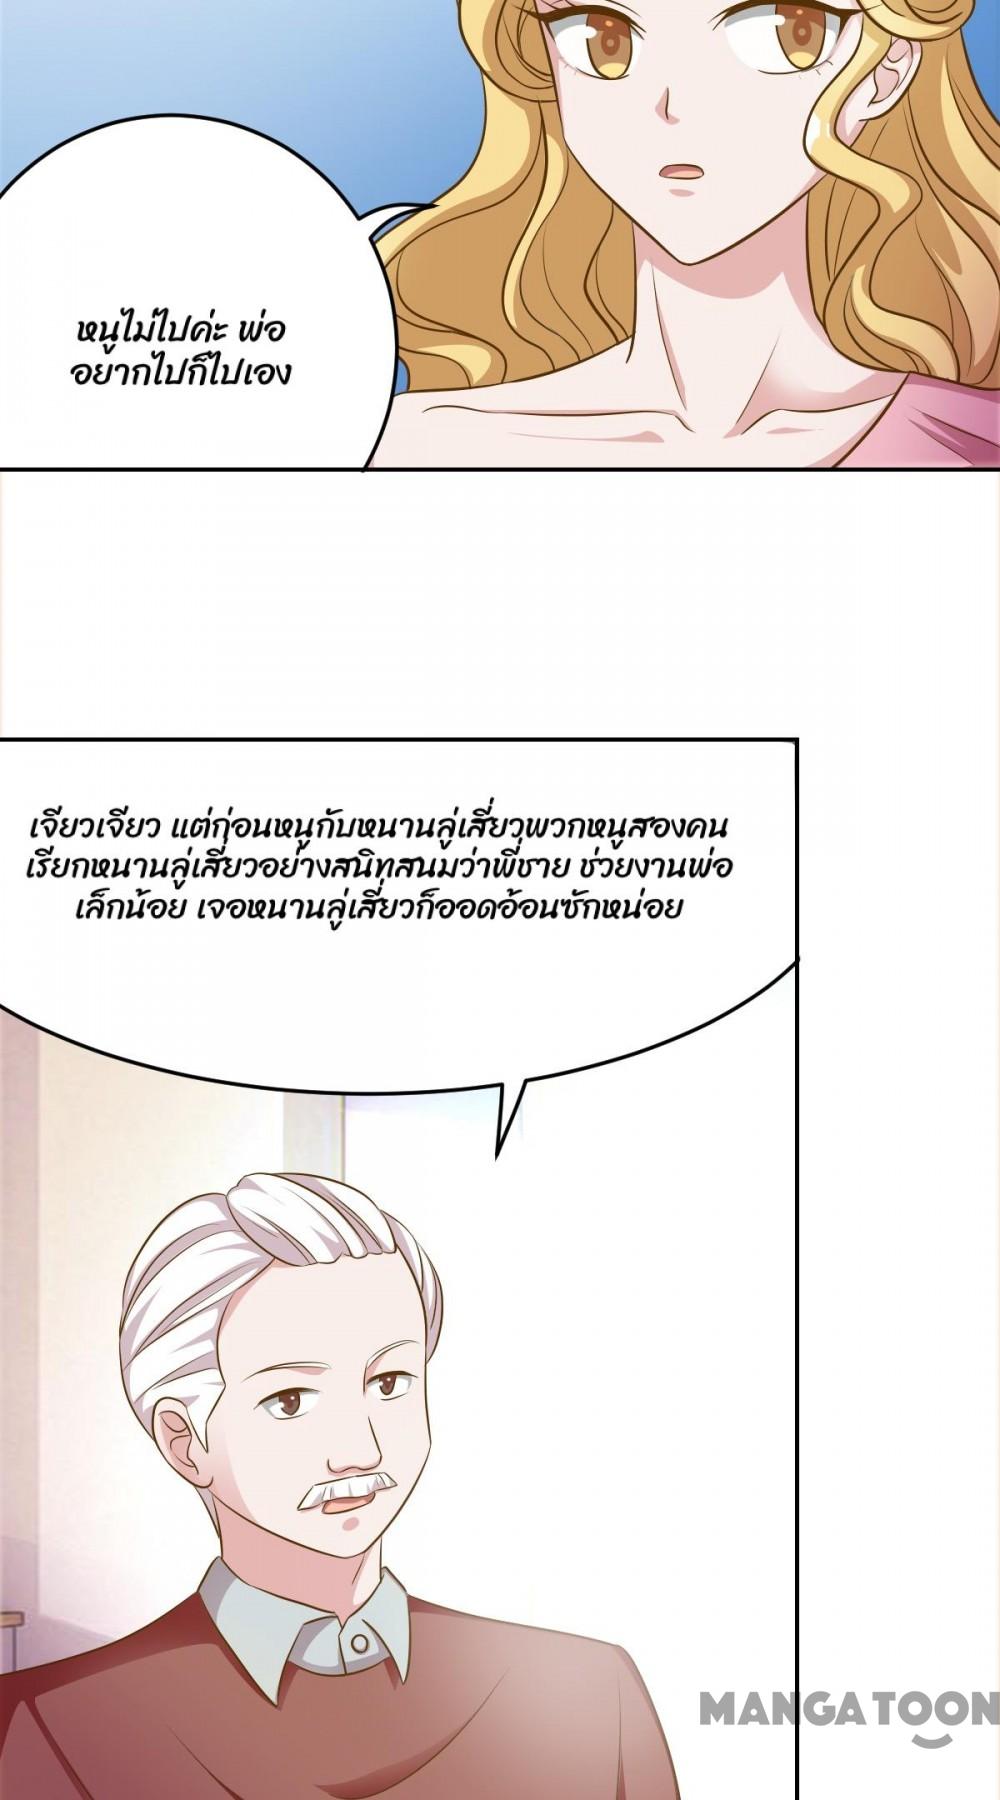 หนูไม่ไปค่ะ พ่อ
อยากไปก็ไปเอง
เจียวเจียว แต่ก่อนหนูกับหนานลู่เสี่ยวพวกหนูสองคน
เรียกหนานลู่เสี่ยวอย่างสนิทสนมว่าพี่ชาย ช่วยงานพ่อ
เล็กน้อย เจอหนานลู่เสี่ยวก็ออดอ้อนซักหน่อย
MANGATOON